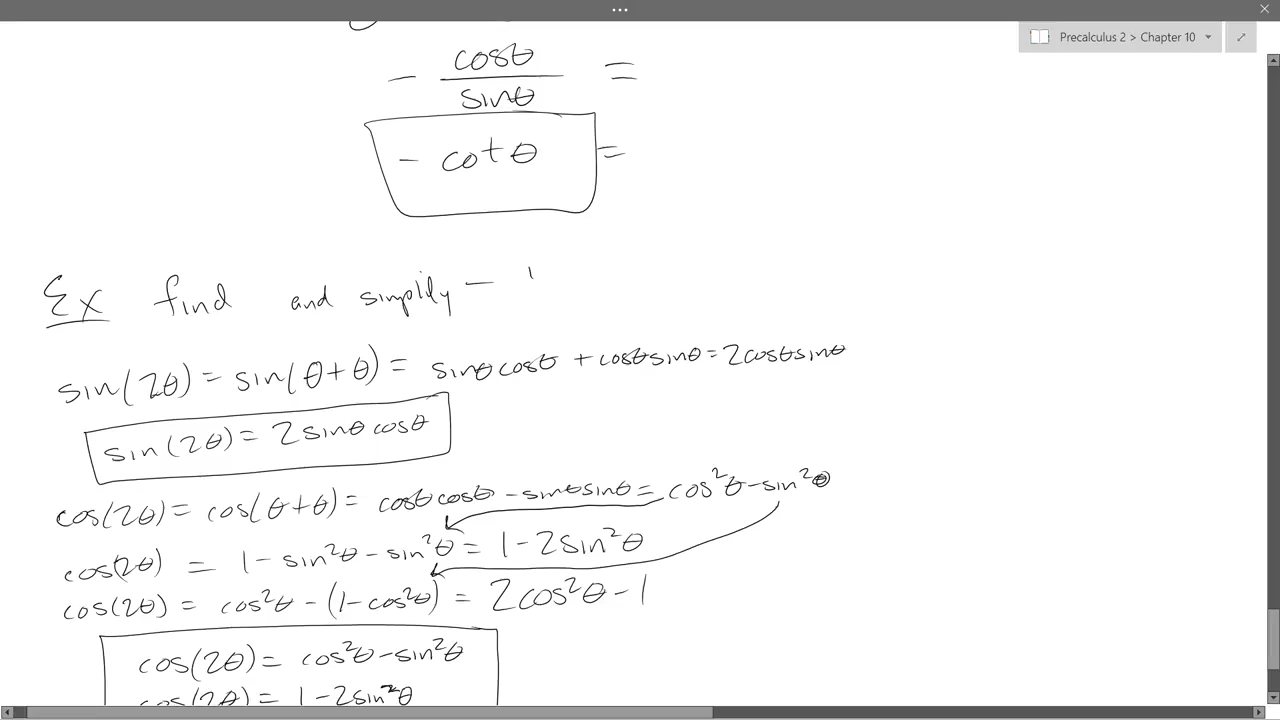 Precalculus 2 > Chapter 10
- cosθ/sinθ =
- cot θ =
Ex find and simplify -
sin(2θ) = sin(θ+θ) = sinθcosθ + cosθsinθ = 2cosθsinθ
sin(2θ) = 2sinθcosθ
cos(2θ) = cos(θ+θ) = cosθcosθ - sinθsinθ = cos²θ - sin²θ
cos(2θ) = 1 - sin²θ - sin²θ = 1 - 2sin²θ
cos(2θ) = cos²θ - (1 - cos²θ) = 2cos²θ - 1
cos(2θ) = cos²θ - sin²θ
cos(2θ) = 1 - 2sin²θ